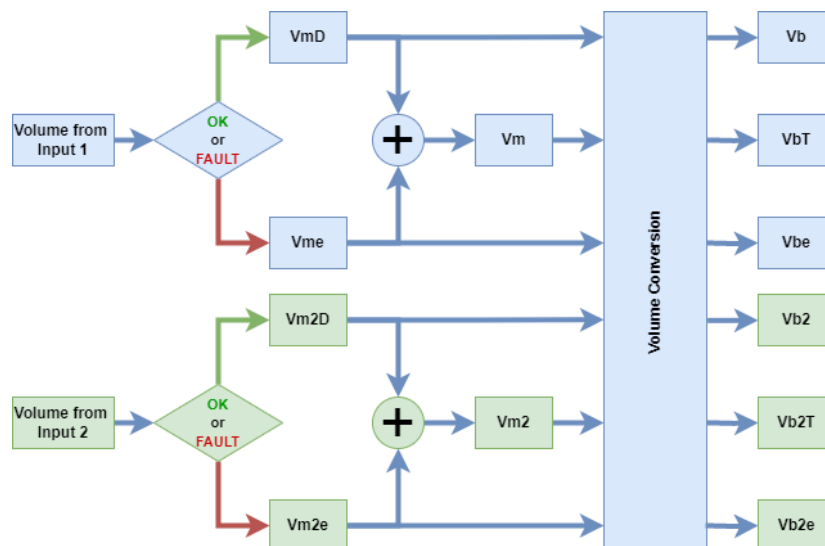 VmD
Vb
Volume from
Input 1
OK
or
FAULT
Vm
VbT
Vme
Vbe
Volume Conversion
Vm2D
Vb2
Volume from
Input 2
OK
or
FAULT
Vm2
Vb2T
Vm2e
Vb2e